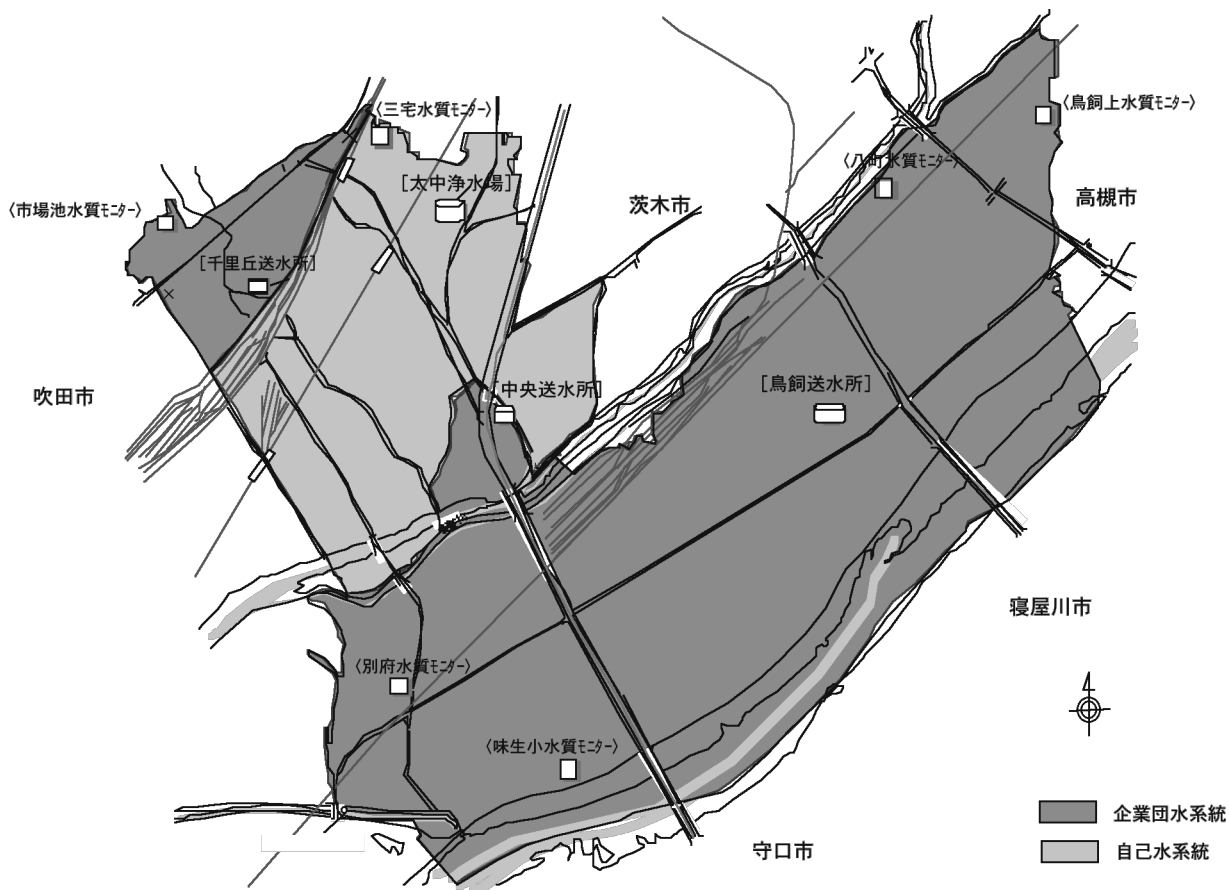 〈三宅水質モニター〉
〈鳥飼上水質モニター〉
〈八町水質モニター〉
[太中浄水場]
茨木市
高槻市
〈市場池水質モニター〉
[千里丘送水所]
吹田市
[中央送水所]
[鳥飼送水所]
寝屋川市
〈別府水質モニター〉
〈味生小水質モニター〉
企業団水系統
守口市
自己水系統